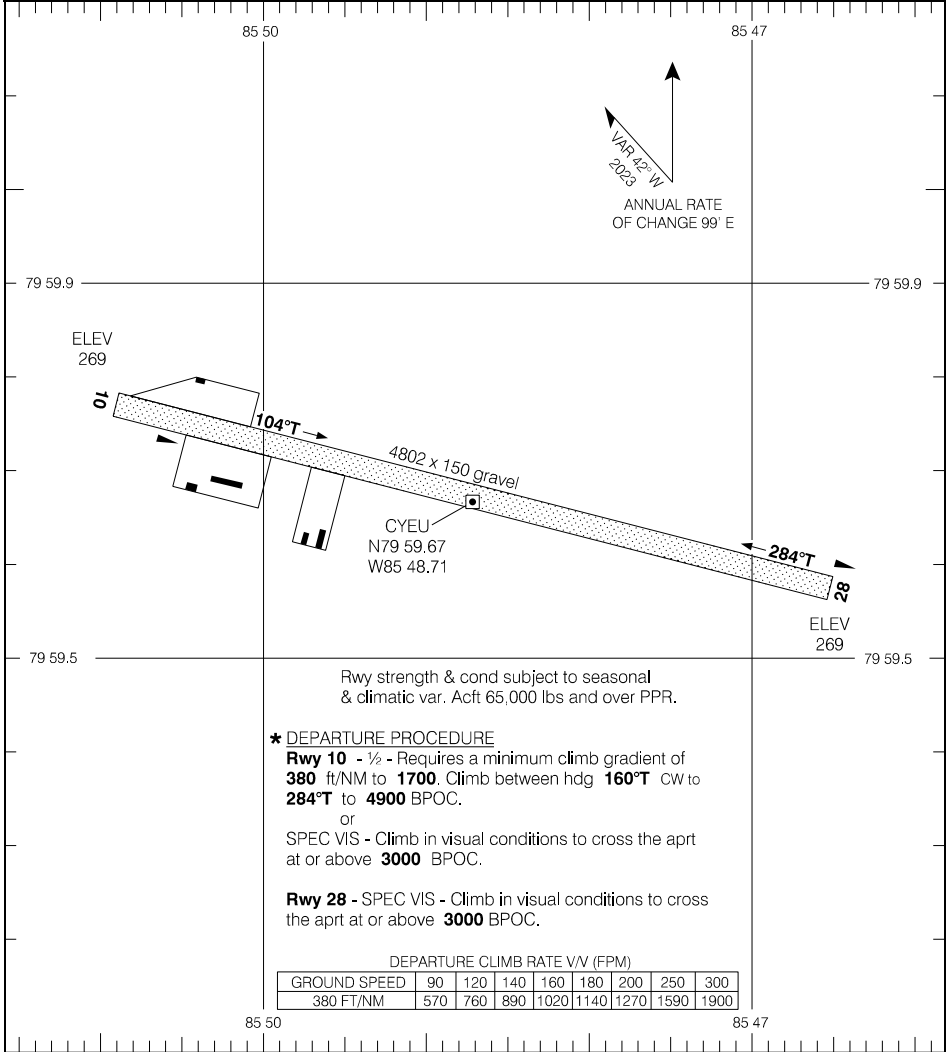 85 50
85 47
VAR 42° W
2023
ANNUAL RATE
OF CHANGE 99' E
79 59.9
79 59.9
ELEV
269
10
104°T
4802 x 150 gravel
CYEU
N79 59.67
W85 48.71
284°T
28
ELEV
269
79 59.5
79 59.5
Rwy strength & cond subject to seasonal
& climatic var. Acft 65,000 lbs and over PPR.
* DEPARTURE PROCEDURE
Rwy 10 - ½ - Requires a minimum climb gradient of
380 ft/NM to 1700. Climb between hdg 160°T CW to
284°T to 4900 BPOC.
or
SPEC VIS - Climb in visual conditions to cross the aprt
at or above 3000 BPOC.
Rwy 28 - SPEC VIS - Climb in visual conditions to cross
the aprt at or above 3000 BPOC.
DEPARTURE CLIMB RATE V/V (FPM)
GROUND SPEED 90 120 140 160 180 200 250 300
380 FT/NM 570 760 890 1020 1140 1270 1590 1900
85 50
85 47